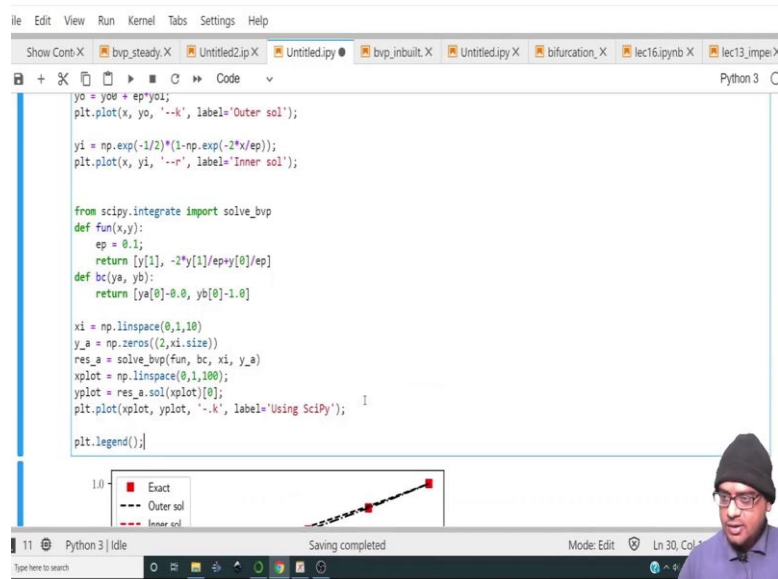 ile Edit View Run Kernel Tabs Settings Help
Show Cont X bvp_steady. X Untitled2.ip X Untitled.ipy bvp_inbuilt. X Untitled.ipy X bifurcation_ X lec16.ipynb X lec13_impe X
Code Python 3
yo = yo0 + ep*yo1;
plt.plot(x, yo, '--k', label='Outer sol');
yi = np.exp(-1/2)*(1-np.exp(-2*x/ep));
plt.plot(x, yi, '--r', label='Inner sol');
from scipy.integrate import solve_bvp
def fun(x,y):
ep = 0.1;
return [y[1], -2*y[1]/ep+y[0]/ep]
def bc(ya, yb):
return [ya[0]-0.0, yb[0]-1.0]
xi = np.linspace(0,1,10)
y_a = np.zeros((2,xi.size))
res_a = solve_bvp(fun, bc, xi, y_a)
xplot = np.linspace(0,1,100);
yplot = res_a.sol(xplot)[0];
plt.plot(xplot, yplot, '-.k', label='Using SciPy');
plt.legend();
1.0 Exact
Outer sol
Inner sol
11 Python 3 | Idle Saving completed Mode: Edit Ln 30, Col
Type here to search